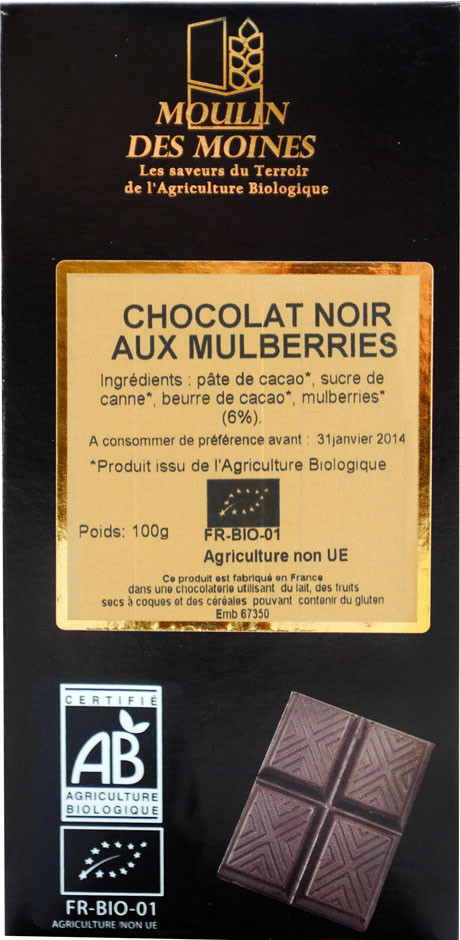 MOULIN
DES MOINES
Les saveurs du Terroir
de l'Agriculture Biologique
CHOCOLAT NOIR
AUX MULBERRIES
Ingrédients : pâte de cacao*, sucre de
canne*, beurre de cacao*, mulberries*
(6%).
A consommer de préférence avant : 31janvier 2014
*Produit issu de l'Agriculture Biologique
Poids: 100g
FR-BIO-01
Agriculture non UE
Ce produit est fabriqué en France
dans une chocolaterie utilisant du lait, des fruits
secs à coques et des céréales pouvant contenir du gluten
Emb 67350
CERTIFIÉ
AB
AGRICULTURE
BIOLOGIQUE
FR-BIO-01
AGRICULTURE NON UE